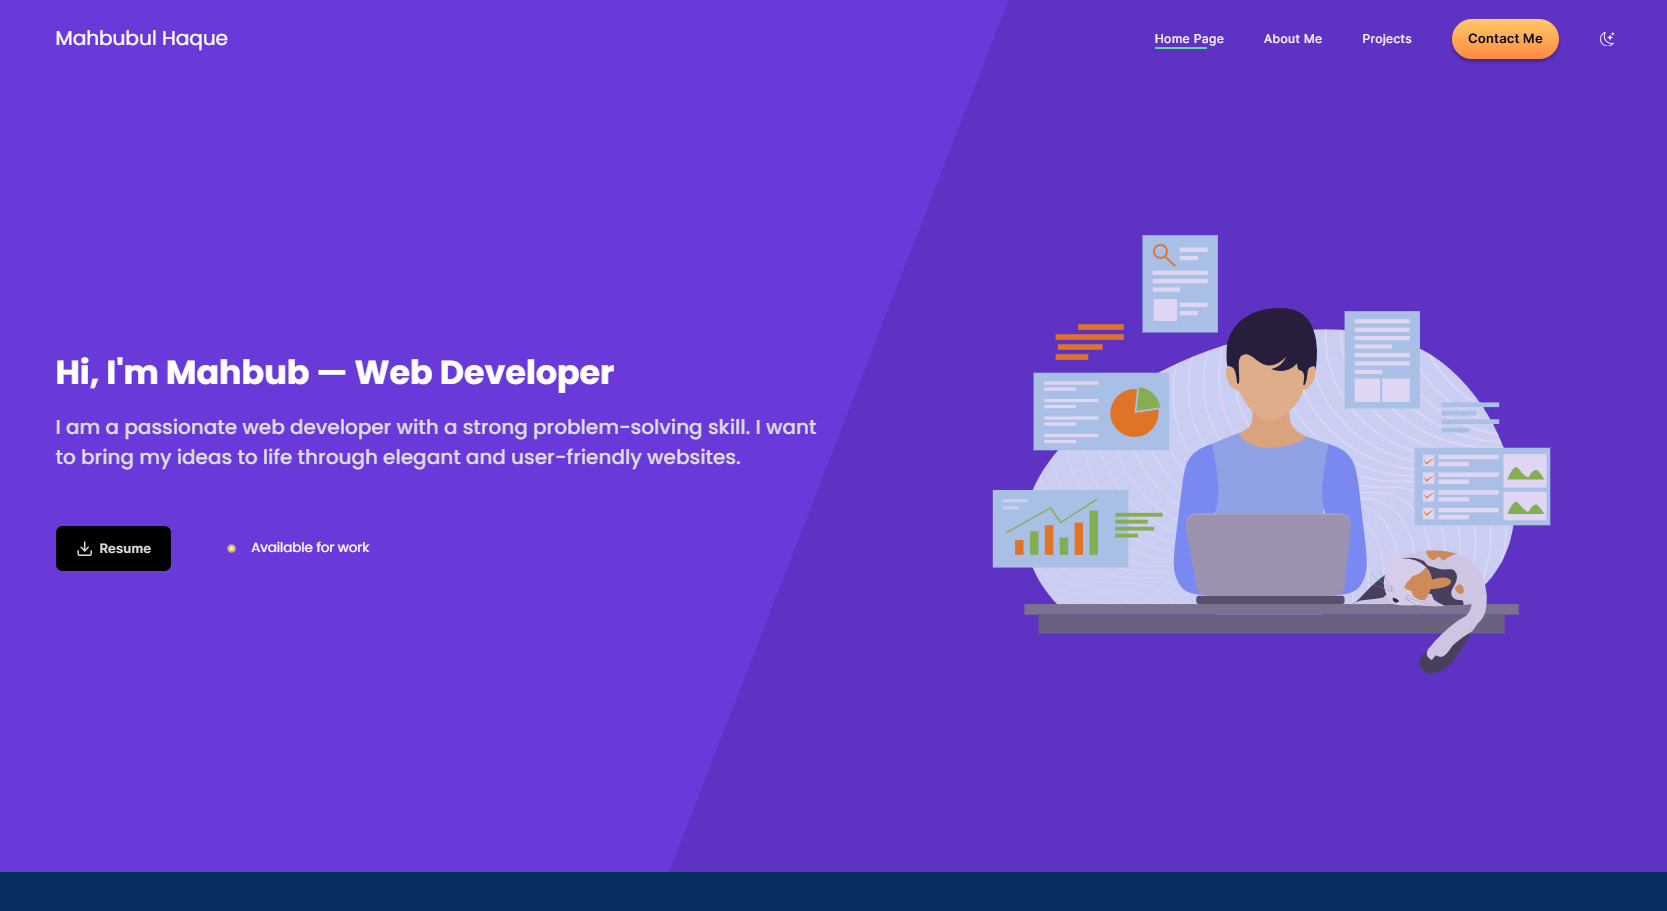 Mahbubul Haque
Home Page
About Me
Projects
Contact Me
Hi, I'm Mahbub — Web Developer
I am a passionate web developer with a strong problem-solving skill. I want
to bring my ideas to life through elegant and user-friendly websites.
Resume
Available for work